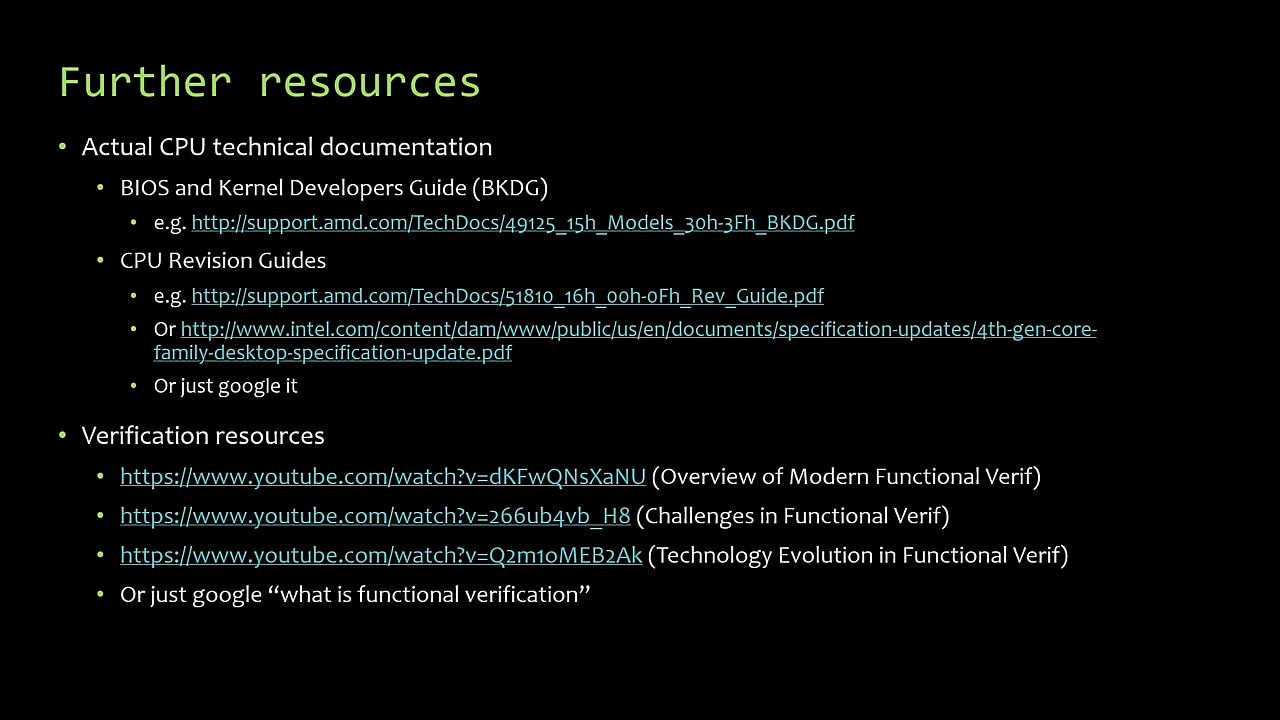 Further resources
• Actual CPU technical documentation
• BIOS and Kernel Developers Guide (BKDG)
• e.g. http://support.amd.com/TechDocs/49125_15h_Models_30h-3Fh_BKDG.pdf
• CPU Revision Guides
• e.g. http://support.amd.com/TechDocs/51810_16h_00h-0Fh_Rev_Guide.pdf
• Or http://www.intel.com/content/dam/www/public/us/en/documents/specification-updates/4th-gen-core-
family-desktop-specification-update.pdf
• Or just google it
• Verification resources
• https://www.youtube.com/watch?v=dKFwQNsXaNU (Overview of Modern Functional Verif)
• https://www.youtube.com/watch?v=266ub4vb_H8 (Challenges in Functional Verif)
• https://www.youtube.com/watch?v=Q2m1oMEB2Ak (Technology Evolution in Functional Verif)
• Or just google “what is functional verification”